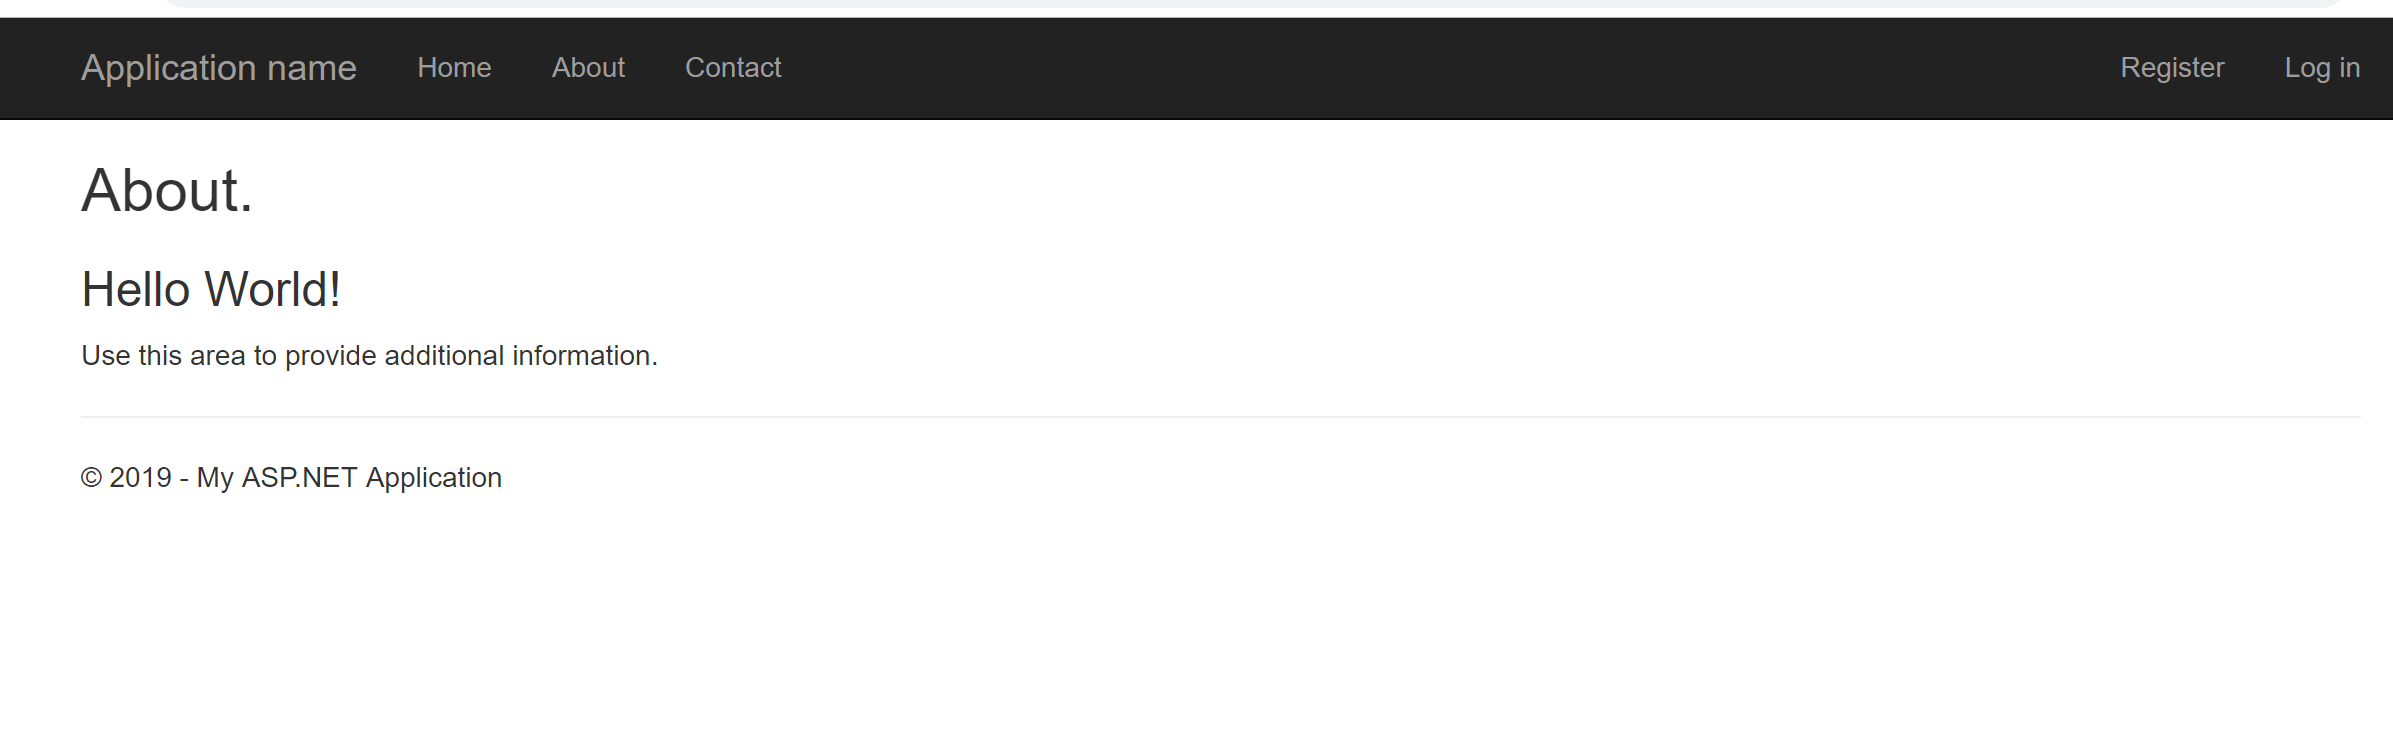 Application name Home About Contact Register Log in
About.
Hello World!
Use this area to provide additional information.
© 2019 - My ASP.NET Application